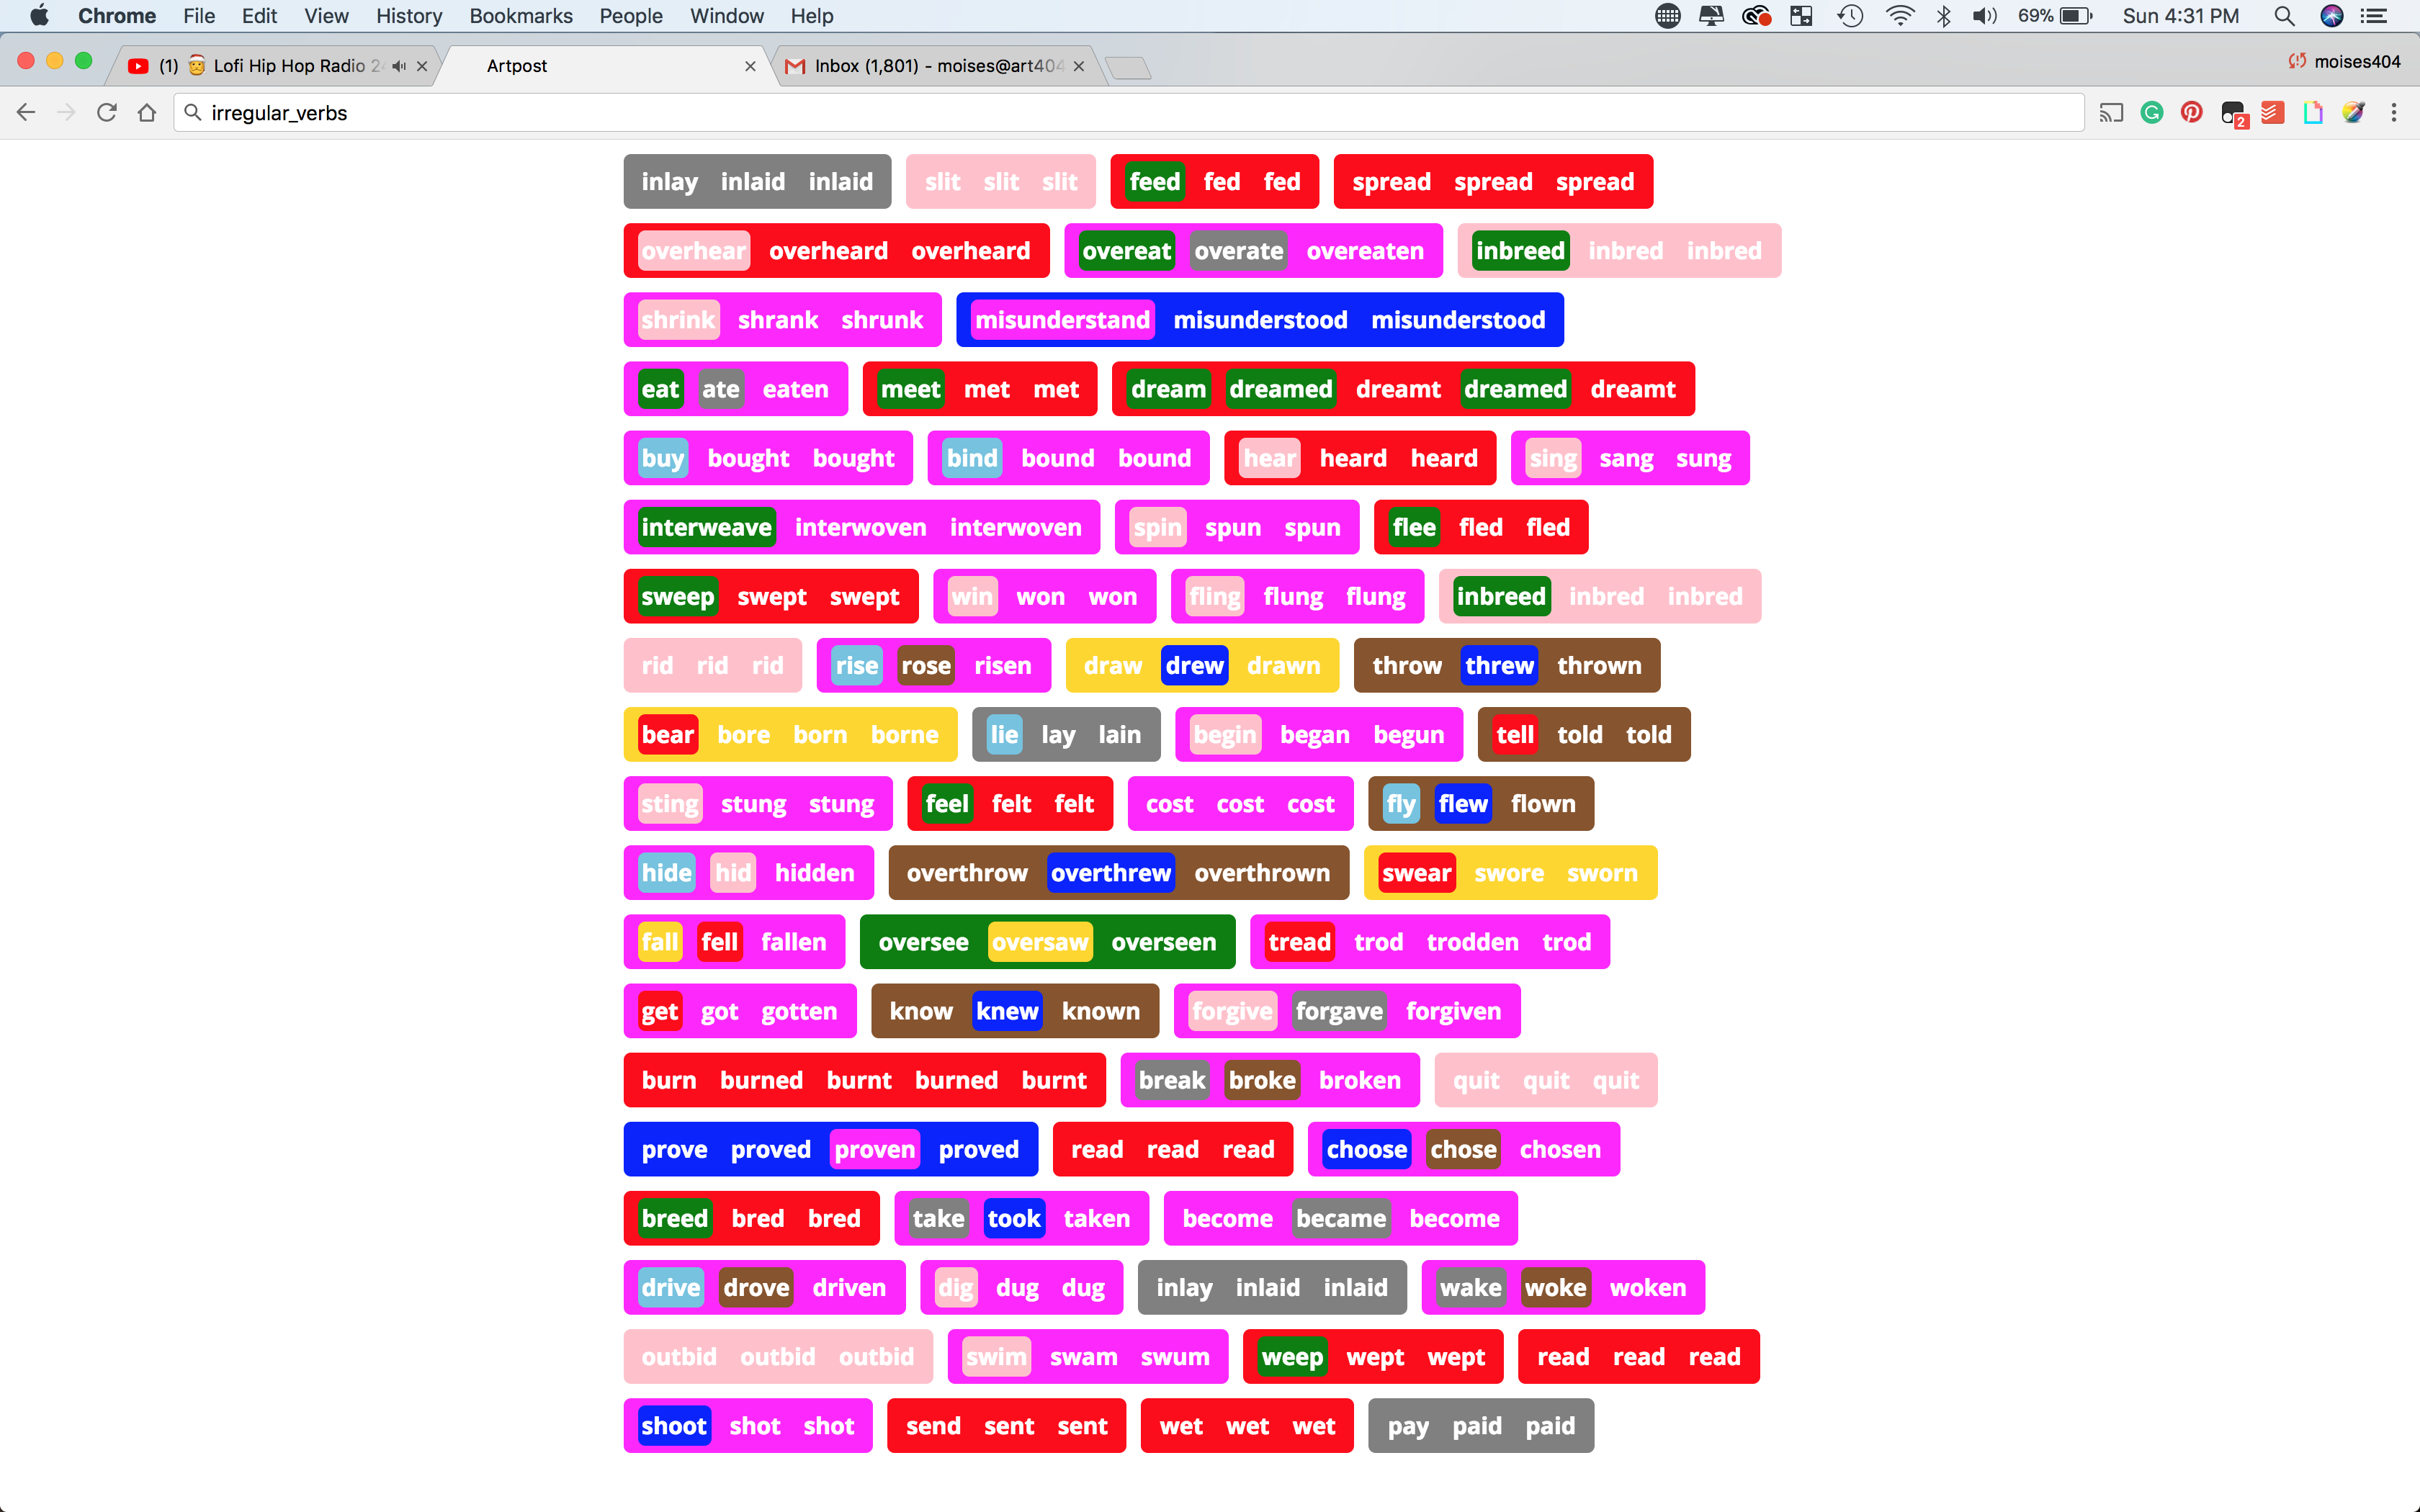 Chrome File Edit View History Bookmarks People Window Help 69% Sun 4:31 PM
(1) Lofi Hip Hop Radio 2 Artpost Inbox (1,801) - moises@art404 moises404
irregular_verbs 2
inlay inlaid inlaid slit slit slit feed fed fed spread spread spread
overhear overheard overheard overeat overate overeaten inbreed inbred inbred
shrink shrank shrunk misunderstand misunderstood misunderstood
eat ate eaten meet met met dream dreamed dreamt dreamed dreamt
buy bought bought bind bound bound hear heard heard sing sang sung
interweave interwoven interwoven spin spun spun flee fled fled
sweep swept swept win won won fling flung flung inbreed inbred inbred
rid rid rid rise rose risen draw drew drawn throw threw thrown
bear bore born borne lie lay lain begin began begun tell told told
sting stung stung feel felt felt cost cost cost fly flew flown
hide hid hidden overthrow overthrew overthrown swear swore sworn
fall fell fallen oversee oversaw overseen tread trod trodden trod
get got gotten know knew known forgive forgave forgiven
burn burned burnt burned burnt break broke broken quit quit quit
prove proved proven proved read read read choose chose chosen
breed bred bred take took taken become became become
drive drove driven dig dug dug inlay inlaid inlaid wake woke woken
outbid outbid outbid swim swam swum weep wept wept read read read
shoot shot shot send sent sent wet wet wet pay paid paid